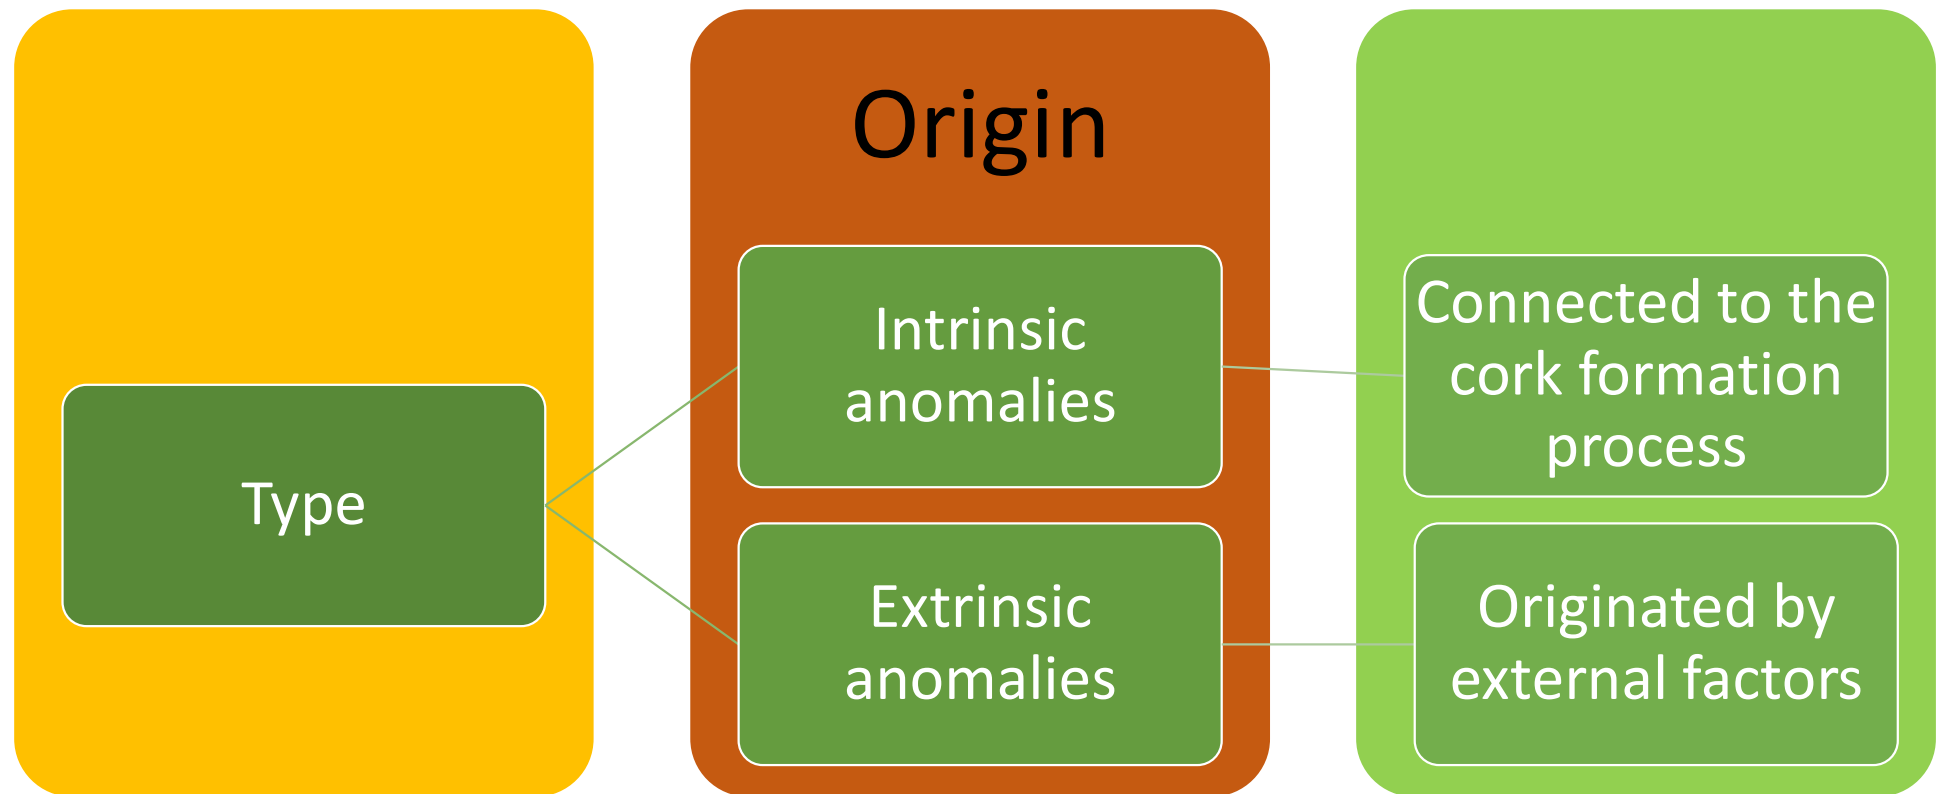 Origin
Type
Intrinsic
anomalies
Extrinsic
anomalies
Connected to the
cork formation
process
Originated by
external factors